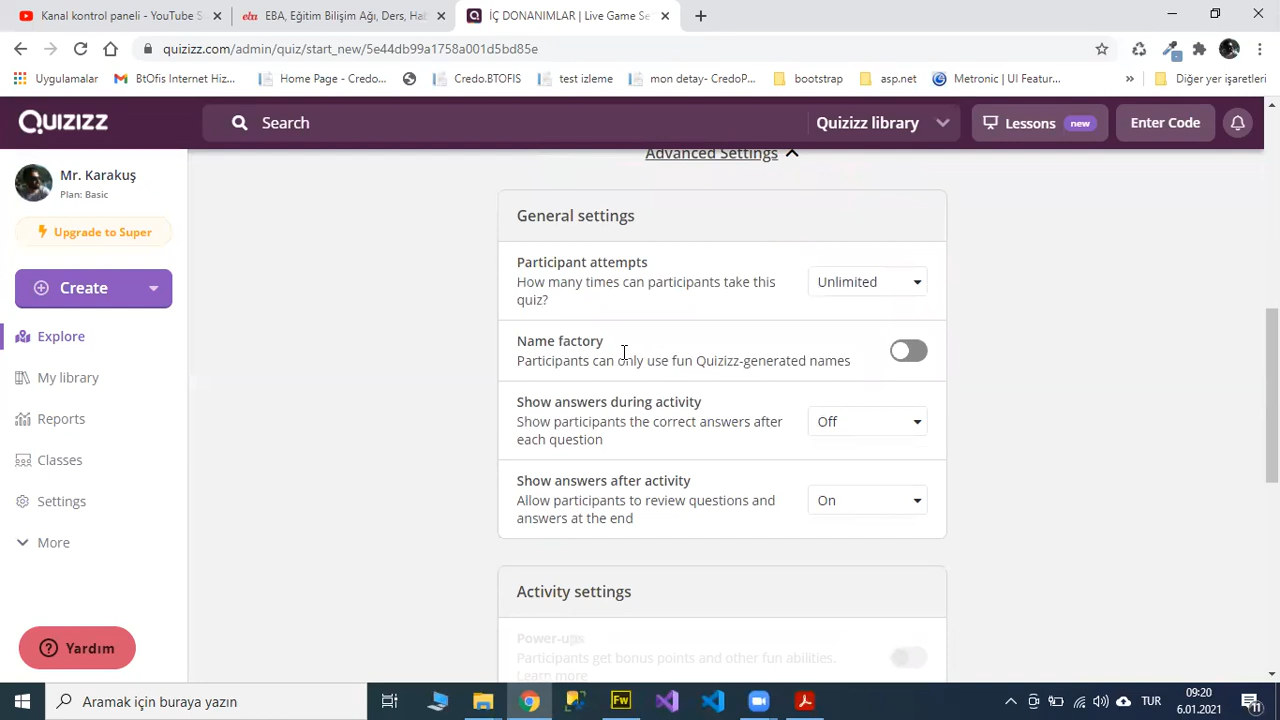 Kanal kontrol paneli - YouTube S
EBA, Eğitim Bilişim Ağı, Ders, Hab
İÇ DONANIMLAR | Live Game Se
quizizz.com/admin/quiz/start_new/5e44db99a1758a001d5bd85e
Uygulamalar
BtOfis Internet Hiz...
Home Page - Credo...
Credo.BTOFIS
test izleme
mon detay- CredoP...
bootstrap
asp.net
Metronic | UI Featur...
»
Diğer yer işaretleri
QUIZIZZ
Search
Quizizz library
Lessons new
Enter Code
Mr. Karakuş
Plan: Basic
Upgrade to Super
Create
Explore
My library
Reports
Classes
Settings
More
Yardım
Advanced Settings
General settings
Participant attempts
How many times can participants take this
quiz?
Unlimited
Name factory
Participants can only use fun Quizizz-generated names
Show answers during activity
Show participants the correct answers after
each question
Off
Show answers after activity
Allow participants to review questions and
answers at the end
On
Activity settings
Power-ups
Participants get bonus points and other fun abilities.
Learn more
Aramak için buraya yazın
Fw
TUR
09:20
6.01.2021
11